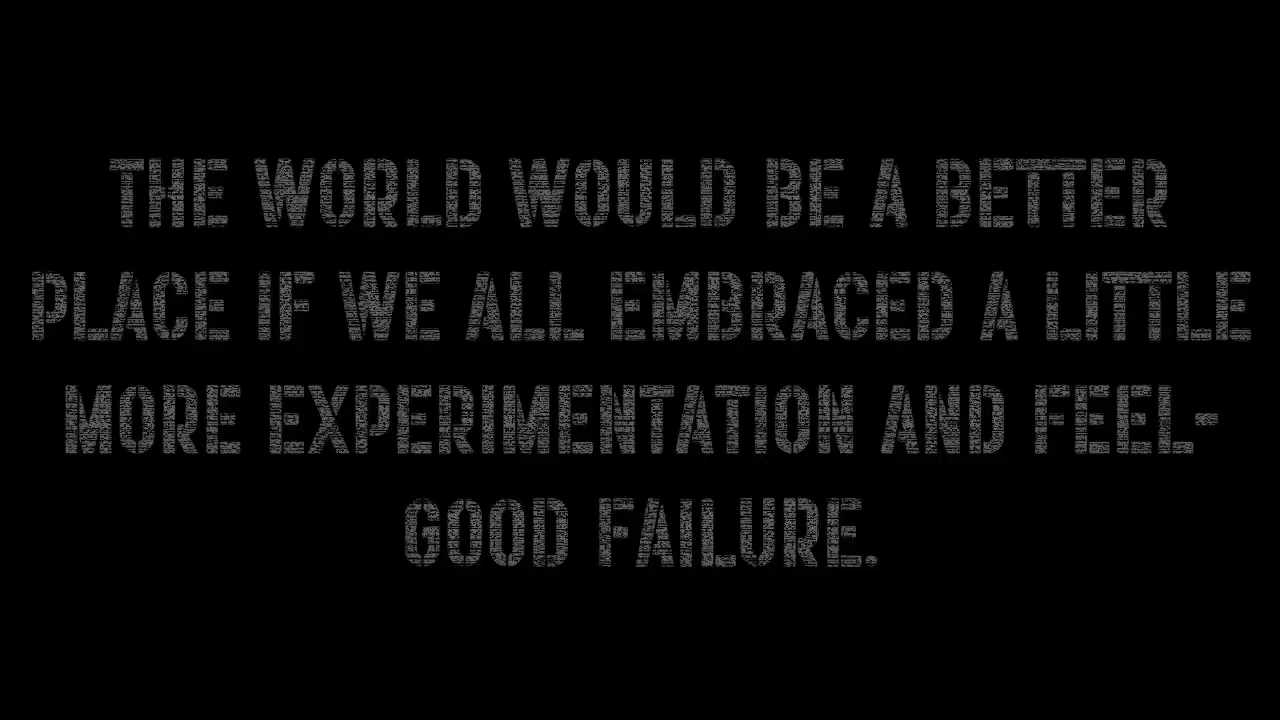 THE WORLD WOULD BE A BETTER
PLACE IF WE ALL EMBRACED A LITTLE
MORE EXPERIMENTATION AND FEEL-
GOOD FAILURE.